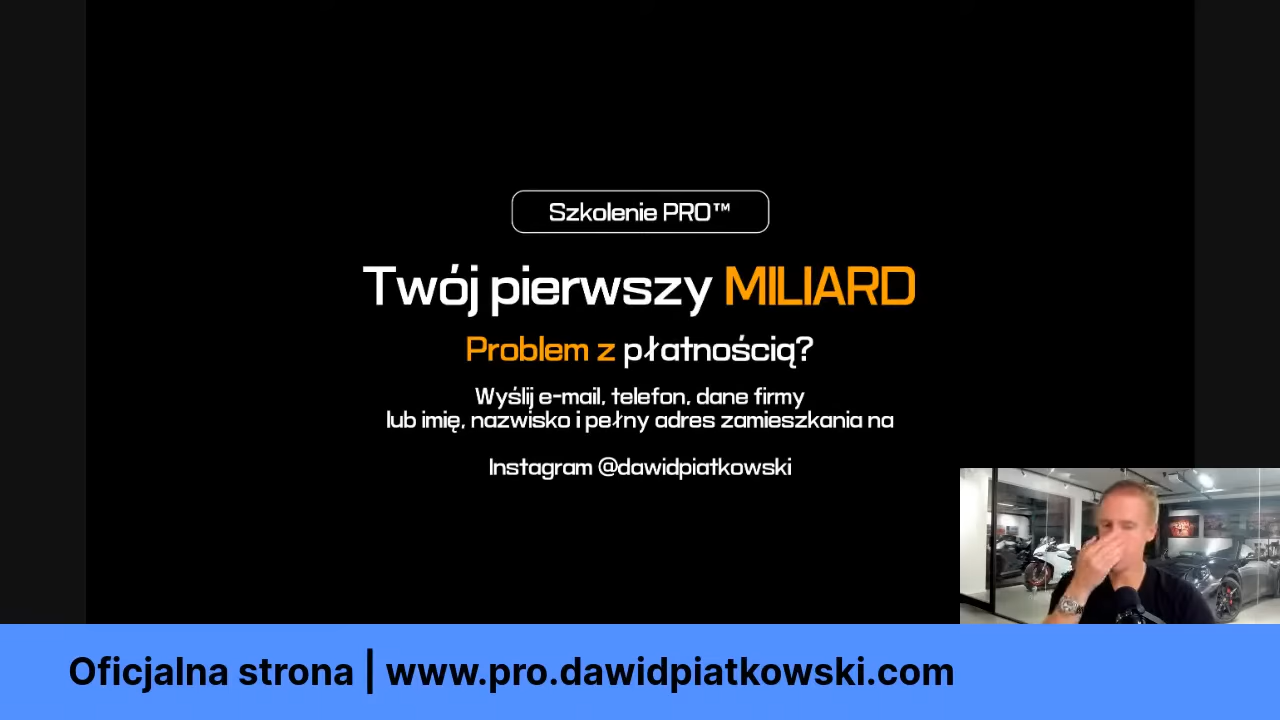 Szkolenie PRO™
Twój pierwszy MILIARD
Problem z płatnością?
Wyślij e-mail, telefon, dane firmy
lub imię, nazwisko i pełny adres zamieszkania na
Instagram @dawidpiatkowski
Oficjalna strona | www.pro.dawidpiatkowski.com